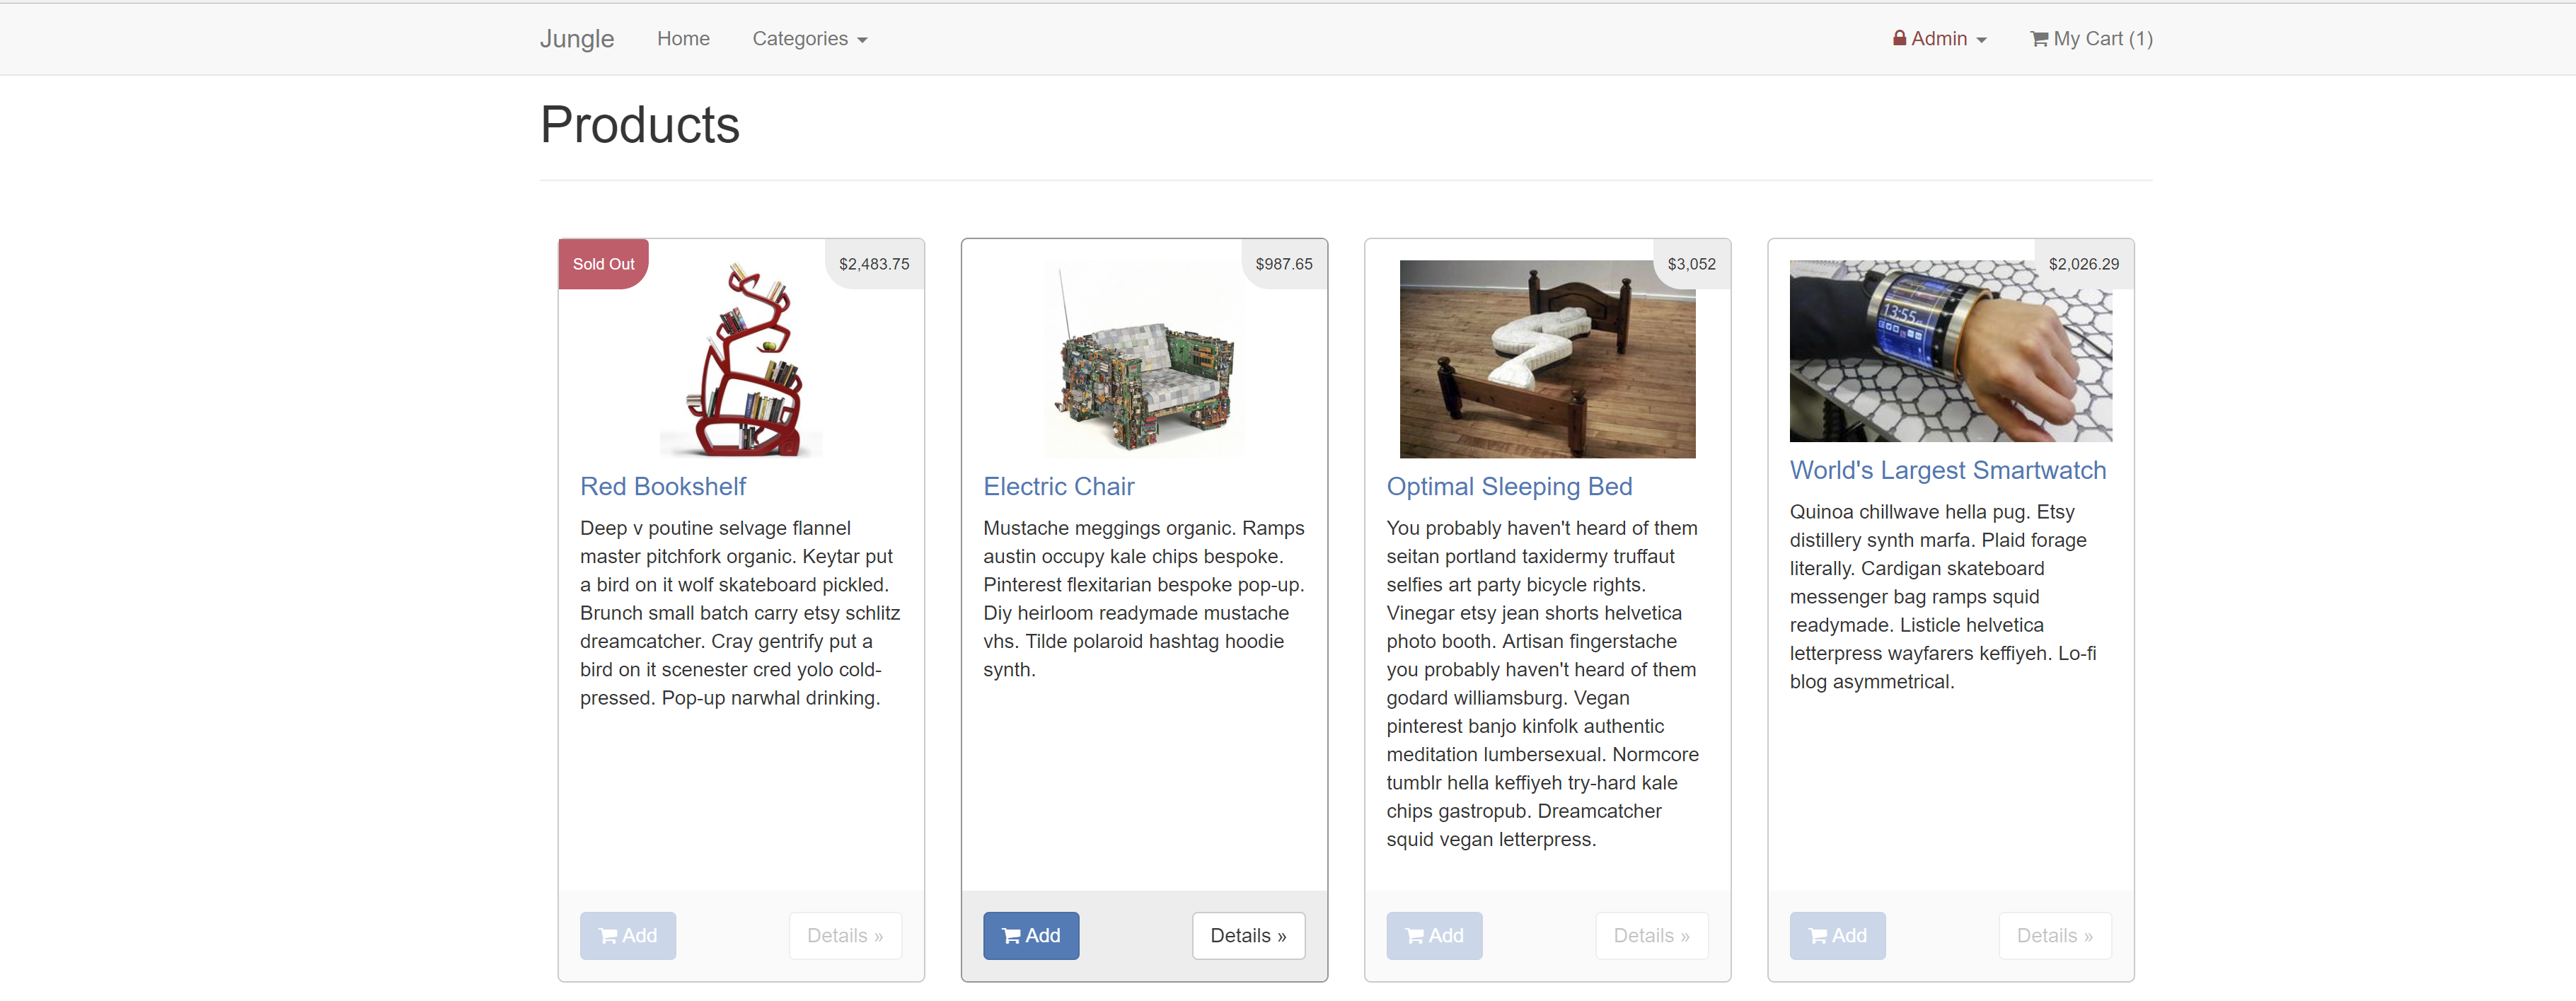 Jungle Home Categories Admin My Cart (1)
Products
Sold Out $2,483.75
Red Bookshelf
Deep v poutine selvage flannel
master pitchfork organic. Keytar put
a bird on it wolf skateboard pickled.
Brunch small batch carry etsy schlitz
dreamcatcher. Cray gentrify put a
bird on it scenester cred yolo cold-
pressed. Pop-up narwhal drinking.
Add Details »
$987.65
Electric Chair
Mustache meggings organic. Ramps
austin occupy kale chips bespoke.
Pinterest flexitarian bespoke pop-up.
Diy heirloom readymade mustache
vhs. Tilde polaroid hashtag hoodie
synth.
Add Details »
$3,052
Optimal Sleeping Bed
You probably haven't heard of them
seitan portland taxidermy truffaut
selfies art party bicycle rights.
Vinegar etsy jean shorts helvetica
photo booth. Artisan fingerstache
you probably haven't heard of them
godard williamsburg. Vegan
pinterest banjo kinfolk authentic
meditation lumbersexual. Normcore
tumblr hella keffiyeh try-hard kale
chips gastropub. Dreamcatcher
squid vegan letterpress.
Add Details »
$2,026.29
13:55
World's Largest Smartwatch
Quinoa chillwave hella pug. Etsy
distillery synth marfa. Plaid forage
literally. Cardigan skateboard
messenger bag ramps squid
readymade. Listicle helvetica
letterpress wayfarers keffiyeh. Lo-fi
blog asymmetrical.
Add Details »